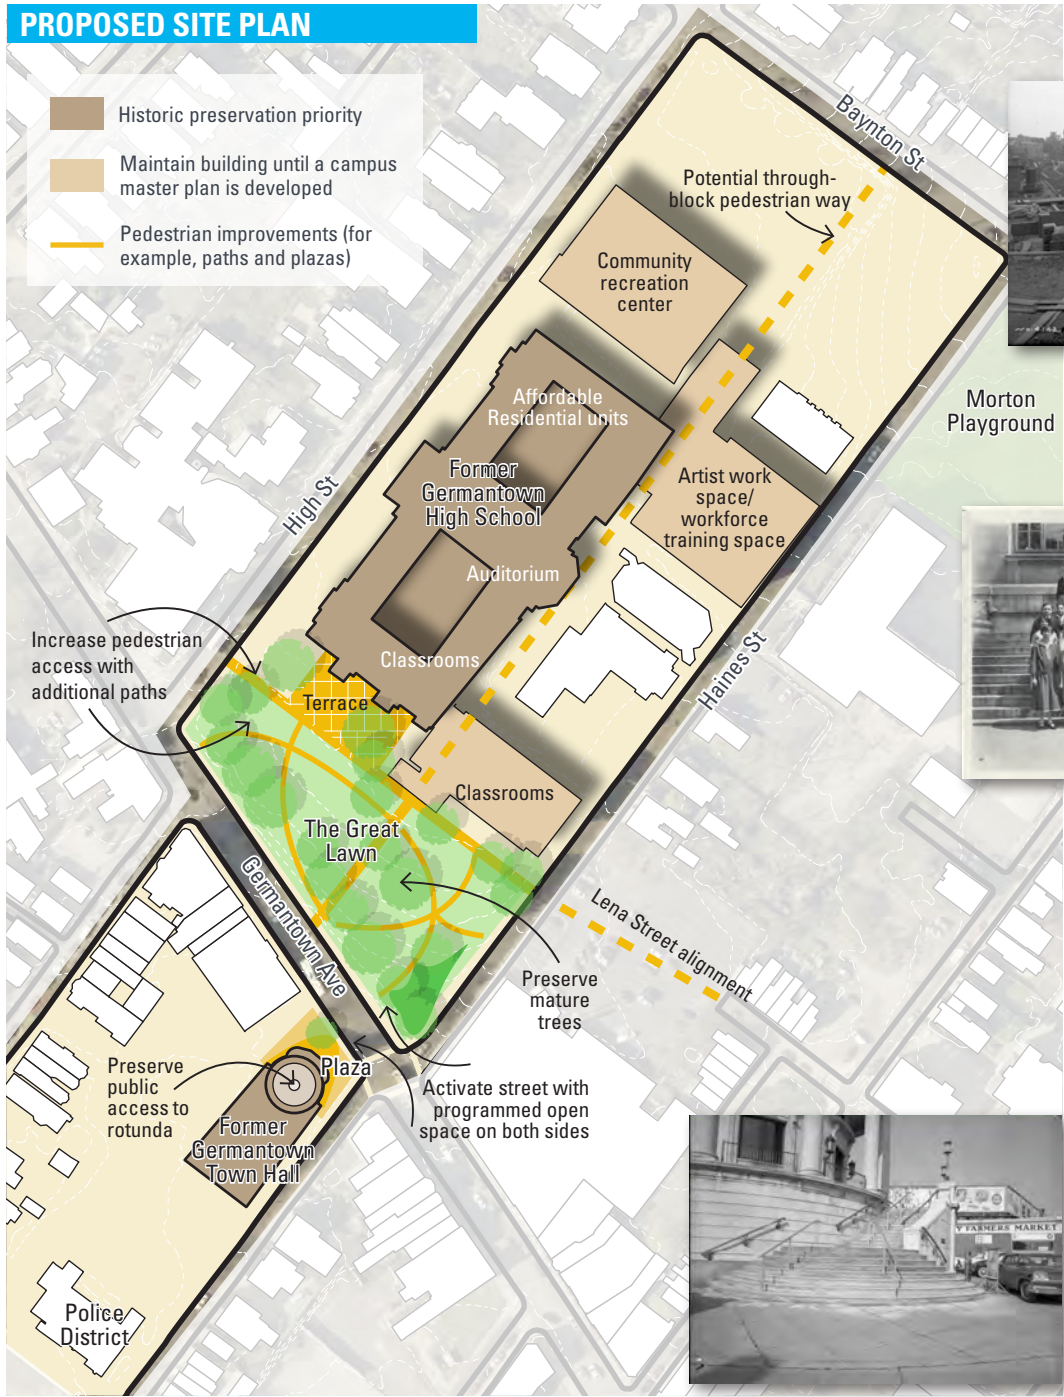 PROPOSED SITE PLAN
Historic preservation priority
Maintain building until a campus
master plan is developed
Pedestrian improvements (for
example, paths and plazas)
Baynton St
Potential through-
block pedestrian way
Community
recreation
center
Morton
Playground
Affordable
Residential units
Former
Germantown
High School
High St
Artist work
space/
workforce
training space
Auditorium
Increase pedestrian
access with
additional paths
Classrooms
Haines St
Terrace
Classrooms
The Great
Lawn
Germantown Ave
Lena Street alignment
Preserve
mature
trees
Preserve
public
access to
rotunda
Plaza
Activate street with
programmed open
space on both sides
Former
Germantown
Town Hall
Y FARMERS MARKET
Police
District